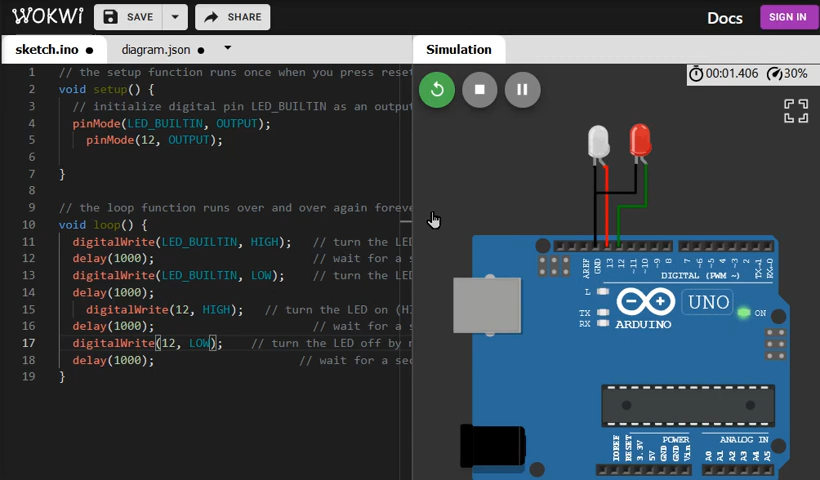 WOKWi
SAVE
SHARE
Docs
SIGN IN
sketch.ino ●
diagram.json ●
Simulation
1 // the setup function runs once when you press reset
2 void setup() {
3 // initialize digital pin LED_BUILTIN as an output
4 pinMode(LED_BUILTIN, OUTPUT);
5 pinMode(12, OUTPUT);
6
7 }
8
9 // the loop function runs over and over again foreve
10 void loop() {
11 digitalWrite(LED_BUILTIN, HIGH); // turn the LE
12 delay(1000); // wait for a s
13 digitalWrite(LED_BUILTIN, LOW); // turn the LE
14 delay(1000);
15 digitalWrite(12, HIGH); // turn the LED on (HI
16 delay(1000); // wait for a s
17 digitalWrite(12, LOW); // turn the LED off by m
18 delay(1000); // wait for a sec
19 }
00:01.406 30%
AREF
GND
13
12
~11
~10
~9
8
7
~6
~5
4
~3
2
TX→1
RX←0
DIGITAL (PWM ~)
L
TX
RX
UNO
ARDUINO
ON
IOREF
RESET
3.3V
5V
GND
GND
Vin
POWER
ANALOG IN
A0
A1
A2
A3
A4
A5